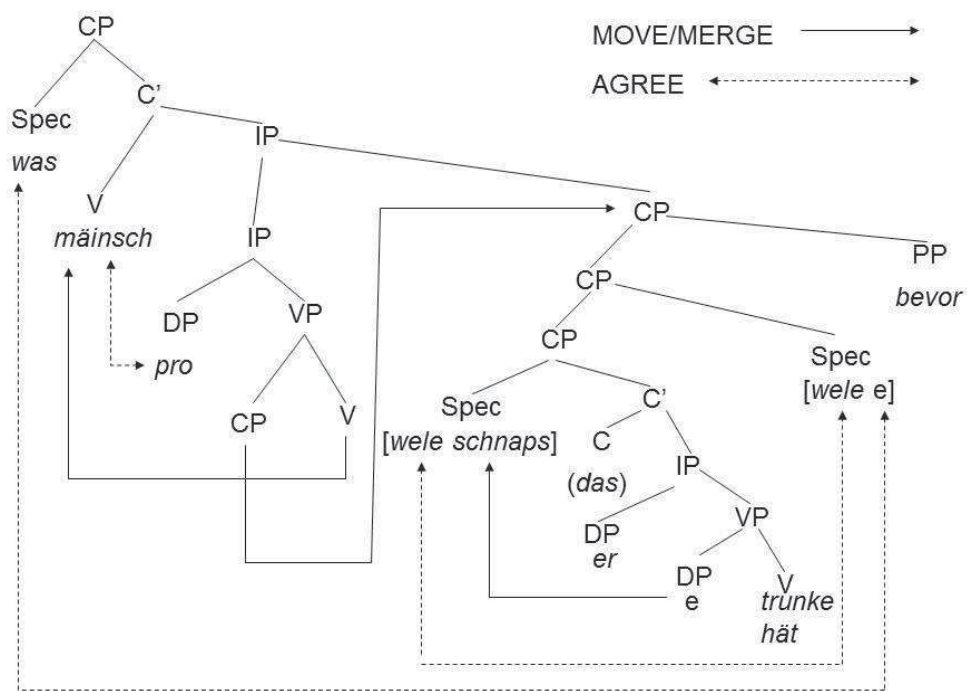 CP
MOVE/MERGE
AGREE
C’
Spec
was
IP
V
mäinsch
CP
IP
PP
bevor
CP
DP
pro
VP
CP
Spec
[wele e]
CP
V
Spec
[wele schnaps]
C’
C
(das)
IP
DP
er
VP
DP
e
V
trunke
hät